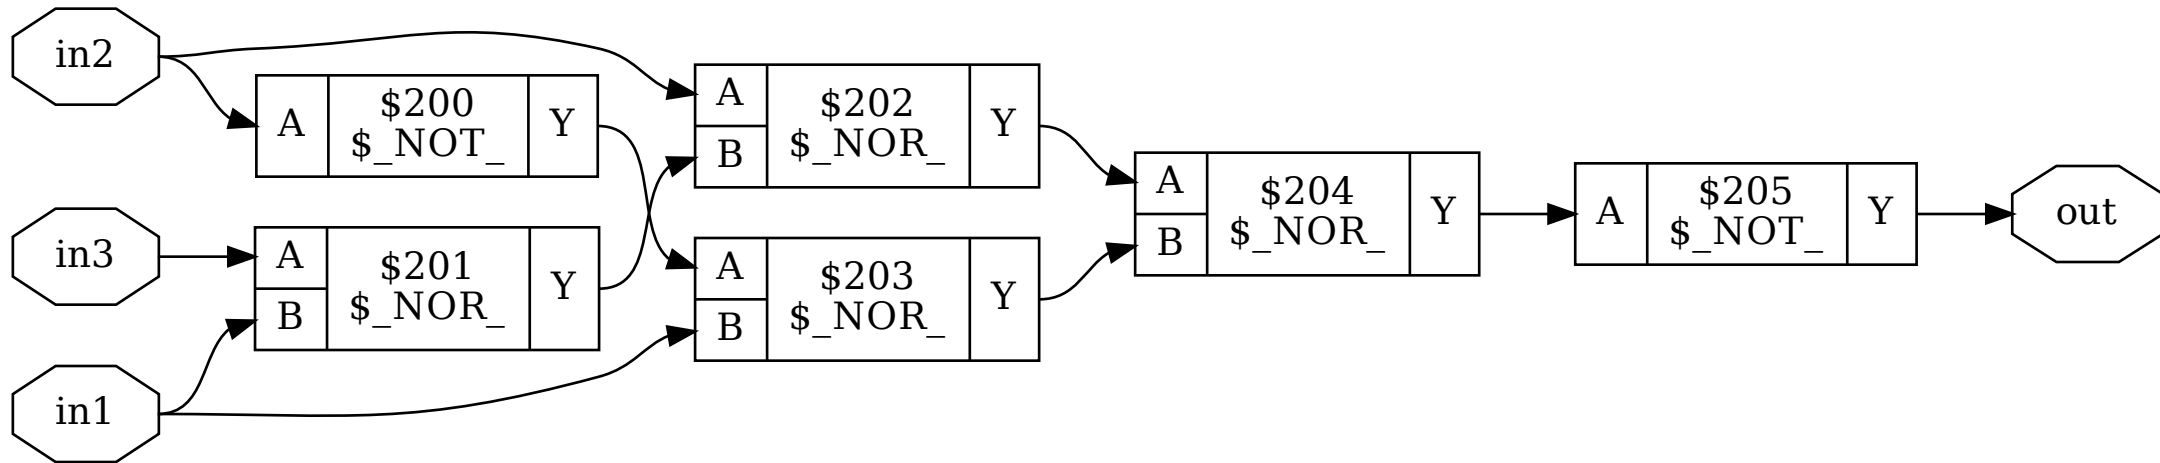 in2
A
$200
$_NOT_
Y
A
B
$202
$_NOR_
Y
in3
A
B
$201
$_NOR_
Y
A
B
$203
$_NOR_
Y
in1
A
B
$204
$_NOR_
Y
A
$205
$_NOT_
Y
out